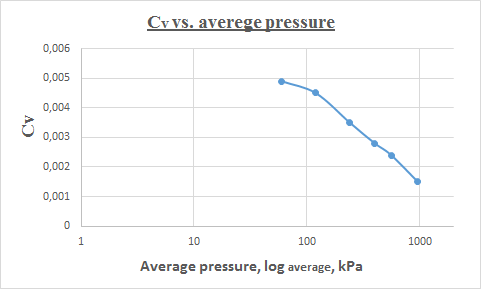 Cv vs. averege pressure
0,006
0,005
0,004
0,003
0,002
0,001
0
Cv
1 10 100 1000
Average pressure, log average, kPa